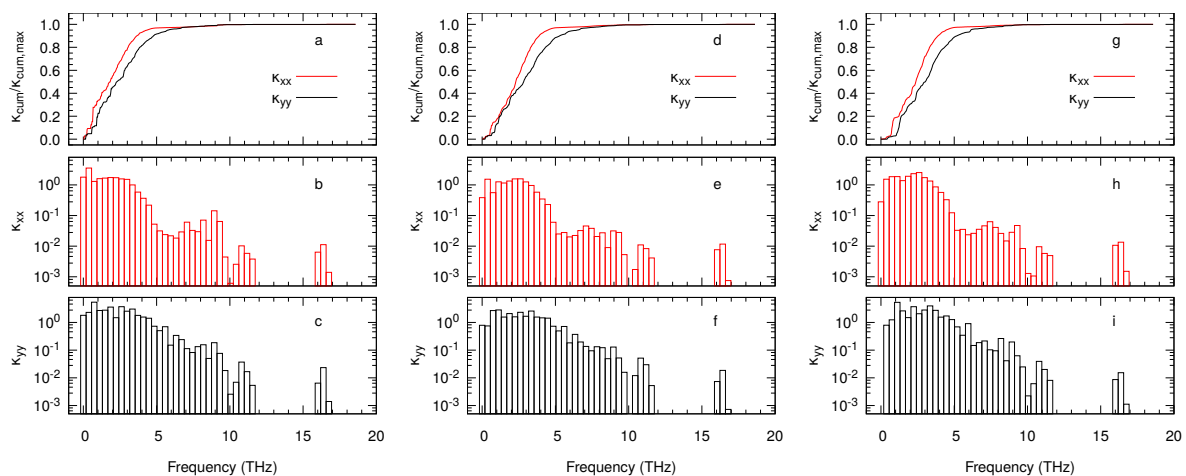 κcum/κcum,max
1.0
0.8
0.6
0.4
0.2
0.0
a
κxx
κyy
κxx
10⁰
10⁻¹
10⁻²
10⁻³
b
κyy
10⁰
10⁻¹
10⁻²
10⁻³
c
0 5 10 15 20
Frequency (THz)
κcum/κcum,max
1.0
0.8
0.6
0.4
0.2
0.0
d
κxx
κyy
κxx
10⁰
10⁻¹
10⁻²
10⁻³
e
κyy
10⁰
10⁻¹
10⁻²
10⁻³
f
0 5 10 15 20
Frequency (THz)
κcum/κcum,max
1.0
0.8
0.6
0.4
0.2
0.0
g
κxx
κyy
κxx
10⁰
10⁻¹
10⁻²
10⁻³
h
κyy
10⁰
10⁻¹
10⁻²
10⁻³
i
0 5 10 15 20
Frequency (THz)